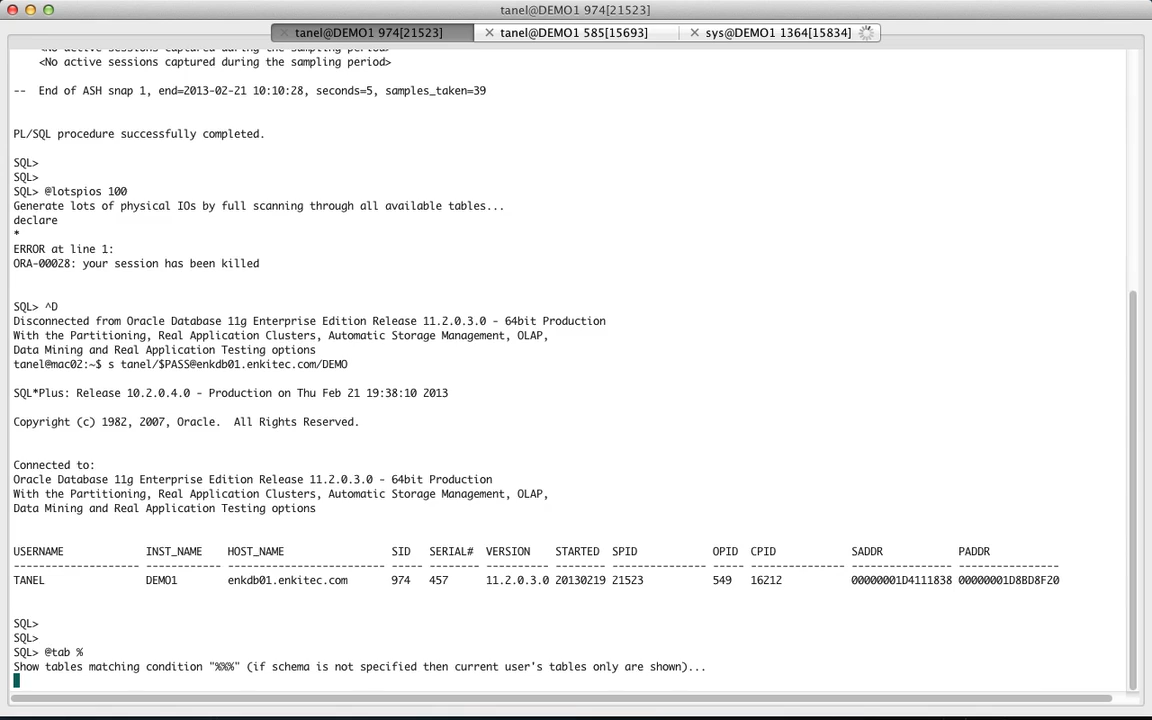 tanel@DEMO1 974[21523]
tanel@DEMO1 974[21523] tanel@DEMO1 585[15693] sys@DEMO1 1364[15834]
<No active sessions captured during the sampling period>
<No active sessions captured during the sampling period>
-- End of ASH snap 1, end=2013-02-21 10:10:28, seconds=5, samples_taken=39
PL/SQL procedure successfully completed.
SQL>
SQL>
SQL> @lotspios 100
Generate lots of physical IOs by full scanning through all available tables...
declare
*
ERROR at line 1:
ORA-00028: your session has been killed
SQL> ^D
Disconnected from Oracle Database 11g Enterprise Edition Release 11.2.0.3.0 - 64bit Production
With the Partitioning, Real Application Clusters, Automatic Storage Management, OLAP,
Data Mining and Real Application Testing options
tanel@mac02:~$ s tanel/$PASS@enkdb01.enkitec.com/DEMO
SQL*Plus: Release 10.2.0.4.0 - Production on Thu Feb 21 19:38:10 2013
Copyright (c) 1982, 2007, Oracle. All Rights Reserved.
Connected to:
Oracle Database 11g Enterprise Edition Release 11.2.0.3.0 - 64bit Production
With the Partitioning, Real Application Clusters, Automatic Storage Management, OLAP,
Data Mining and Real Application Testing options
USERNAME INST_NAME HOST_NAME SID SERIAL# VERSION STARTED SPID OPID CPID SADDR PADDR
-------------------- ------------ ------------------------- ----- -------- ---------- -------- --------------- ----- --------------- ---------------- ----------------
TANEL DEMO1 enkdb01.enkitec.com 974 457 11.2.0.3.0 20130219 21523 549 16212 00000001D4111838 00000001D8BD8F20
SQL>
SQL>
SQL> @tab %
Show tables matching condition "%%%" (if schema is not specified then current user's tables only are shown)...